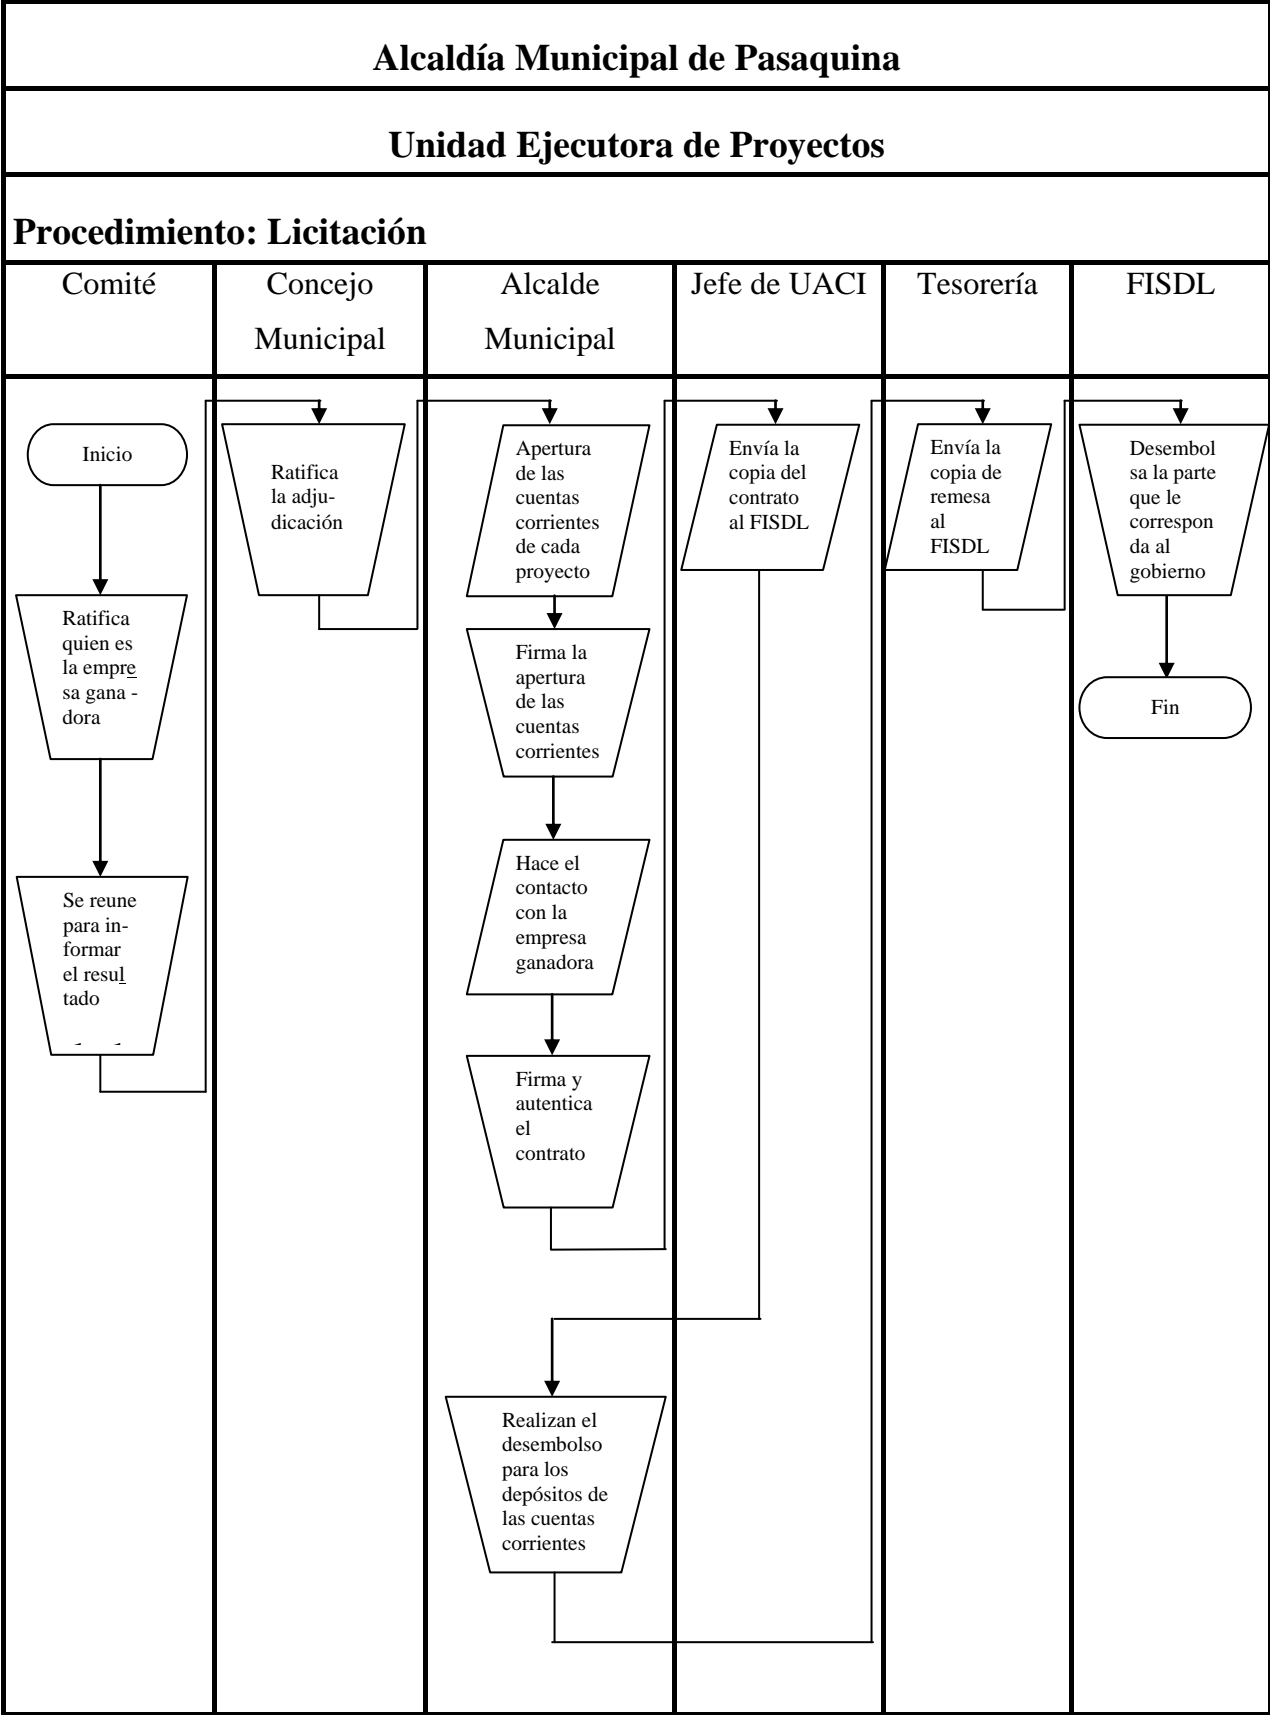 Alcaldía Municipal de Pasaquina
Unidad Ejecutora de Proyectos
Procedimiento: Licitación
Comité
Concejo
Municipal
Alcalde
Municipal
Jefe de UACI
Tesorería
FISDL
Inicio
Ratifica
quien es
la empre
sa gana -
dora
Se reune
para in-
formar
el resul
tado
Ratifica
la adju-
dicación
Apertura
de las
cuentas
corrientes
de cada
proyecto
Firma la
apertura
de las
cuentas
corrientes
Hace el
contacto
con la
empresa
ganadora
Firma y
autentica
el
contrato
Realizan el
desembolso
para los
depósitos de
las cuentas
corrientes
Envía la
copia del
contrato
al FISDL
Envía la
copia de
remesa
al
FISDL
Desembol
sa la parte
que le
correspon
da al
gobierno
Fin